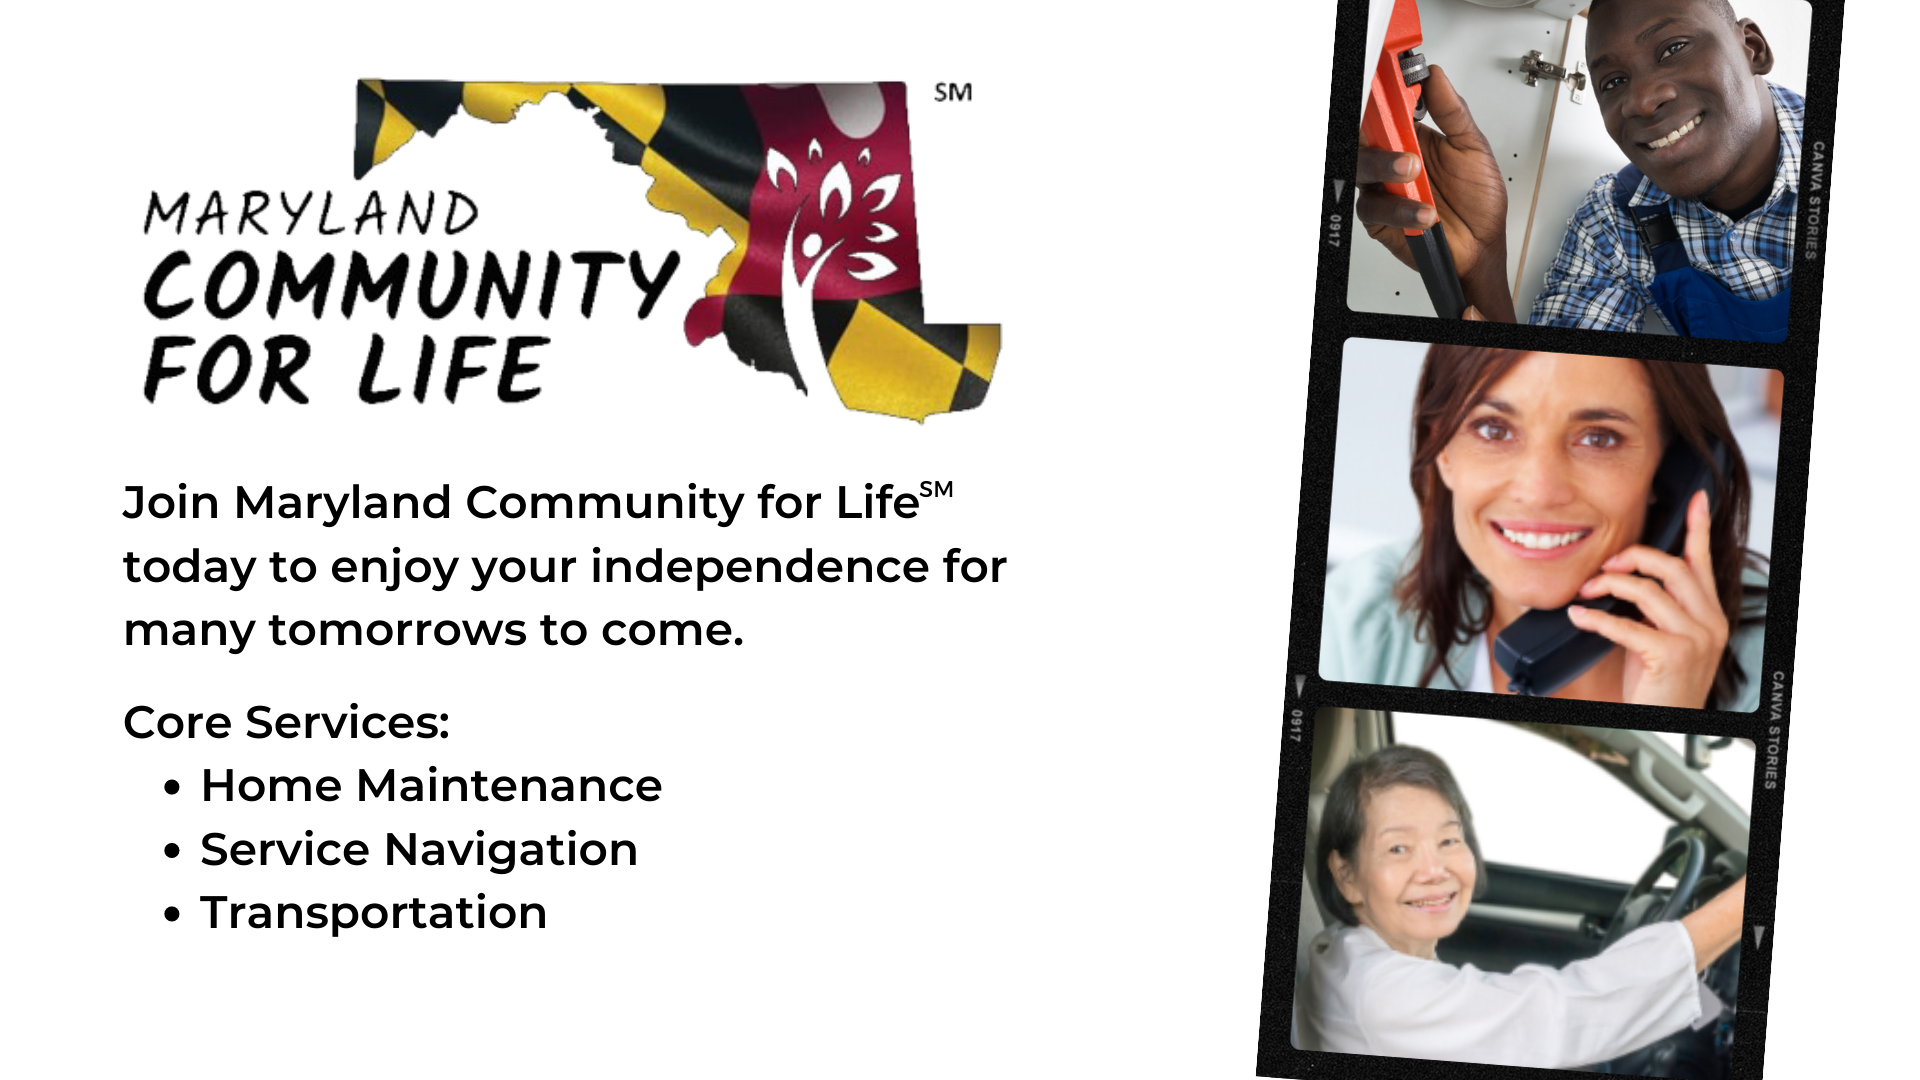 SM
MARYLAND
COMMUNITY
FOR LIFE
Join Maryland Community for Life℠
today to enjoy your independence for
many tomorrows to come.
Core Services:
• Home Maintenance
• Service Navigation
• Transportation
CANVA STORIES
0917
CANVA STORIES
0917